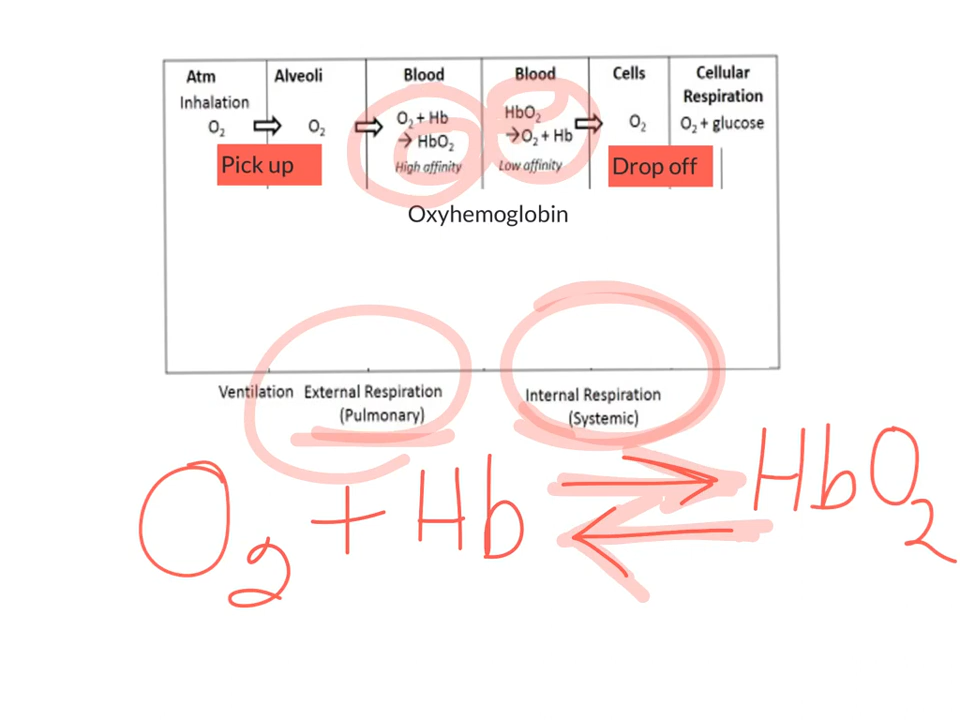 Atm Alveoli Blood Blood Cells Cellular
Respiration
Inhalation
O₂ ⇨ O₂ ⇨ O₂ + Hb HbO₂ ⇨ O₂ O₂ + glucose
→ HbO₂ →O₂ + Hb
Pick up High affinity Low affinity Drop off
Oxyhemoglobin
Ventilation External Respiration Internal Respiration
(Pulmonary) (Systemic)
O₂ + Hb ⇄ HbO₂